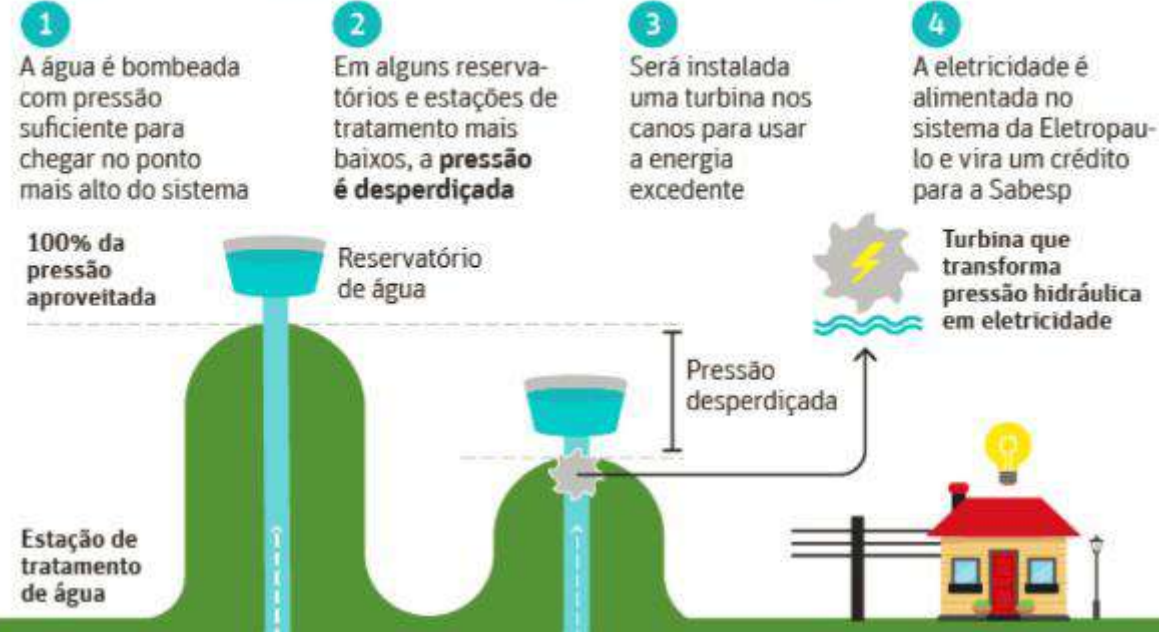 1
A água é bombeada
com pressão
suficiente para
chegar no ponto
mais alto do sistema
2
Em alguns reserva-
tórios e estações de
tratamento mais
baixos, a pressão
é desperdiçada
3
Será instalada
uma turbina nos
canos para usar
a energia
excedente
4
A eletricidade é
alimentada no
sistema da Eletropau-
lo e vira um crédito
para a Sabesp
100% da
pressão
aproveitada
Reservatório
de água
Turbina que
transforma
pressão hidráulica
em eletricidade
Pressão
desperdiçada
Estação de
tratamento
de água